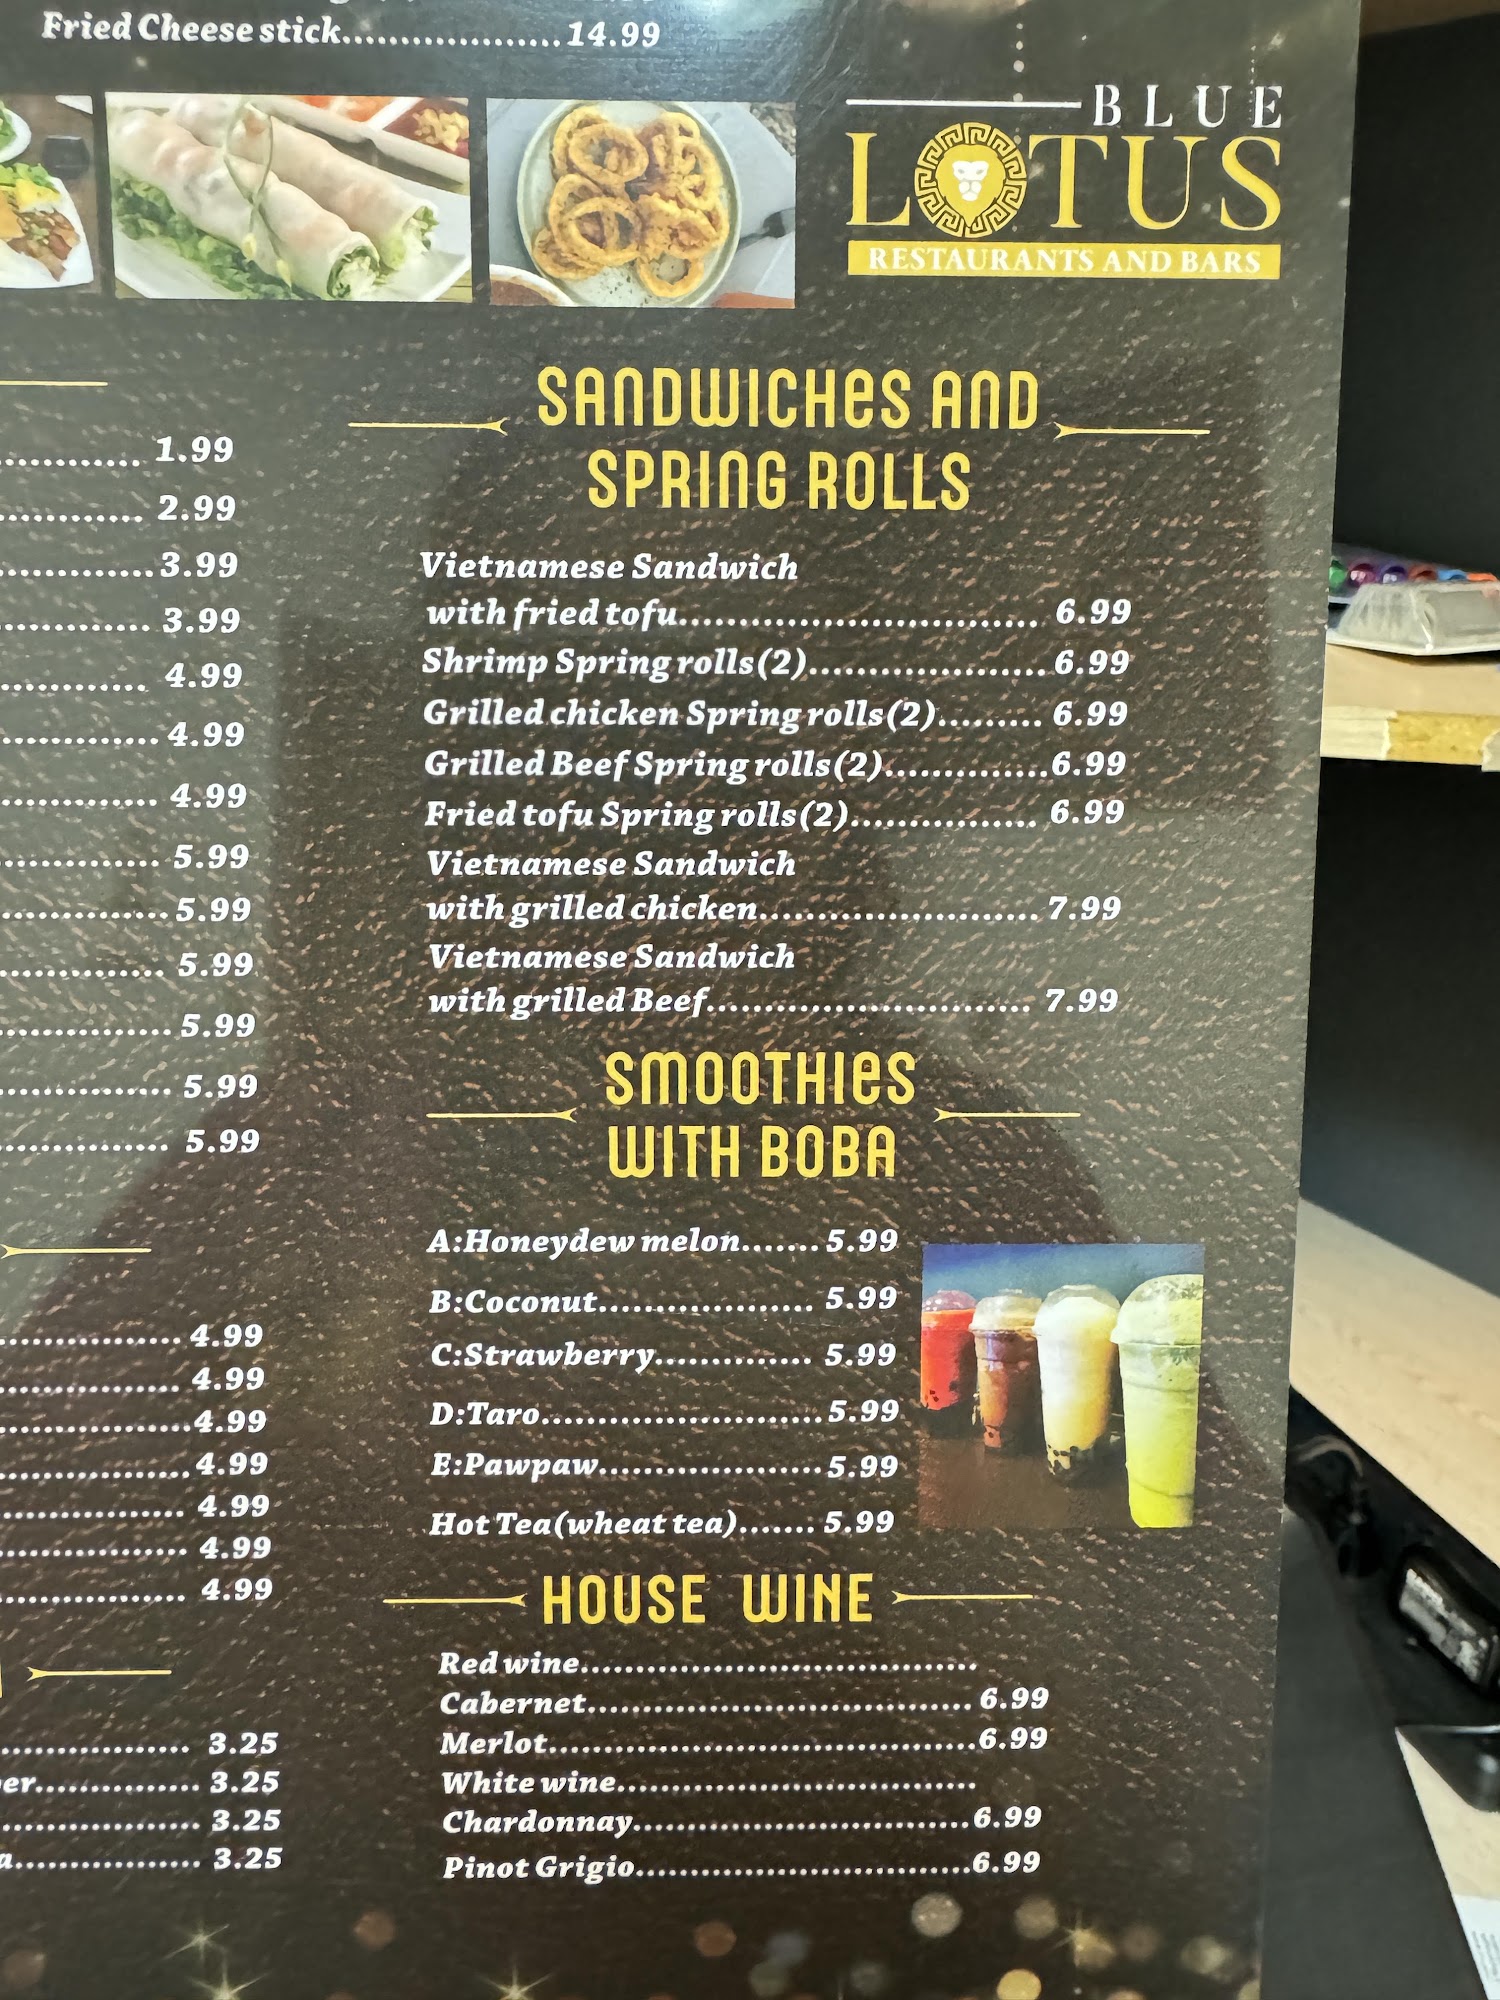 Fried Cheese stick................... 14.99
BLUE
LOTUS
RESTAURANTS AND BARS
1.99
2.99
3.99
3.99
4.99
4.99
4.99
5.99
5.99
5.99
5.99
5.99
5.99
4.99
4.99
4.99
4.99
4.99
4.99
4.99
3.25
3.25
3.25
3.25
SANDWICHES AND
SPRING ROLLS
Vietnamese Sandwich
with fried tofu.............................. 6.99
Shrimp Spring rolls(2)....................6.99
Grilled chicken Spring rolls(2)......... 6.99
Grilled Beef Spring rolls(2)..............6.99
Fried tofu Spring rolls(2)................ 6.99
Vietnamese Sandwich
with grilled chicken........................ 7.99
Vietnamese Sandwich
with grilled Beef........................... 7.99
SMOOTHIES
WITH BOBA
A:Honeydew melon....... 5.99
B:Coconut................... 5.99
C:Strawberry.............. 5.99
D:Taro........................5.99
E:Pawpaw...................5.99
Hot Tea(wheat tea)....... 5.99
HOUSE WINE
Red wine.......................................
Cabernet...................................... 6.99
Merlot..........................................6.99
White wine....................................
Chardonnay..................................6.99
Pinot Grigio..................................6.99